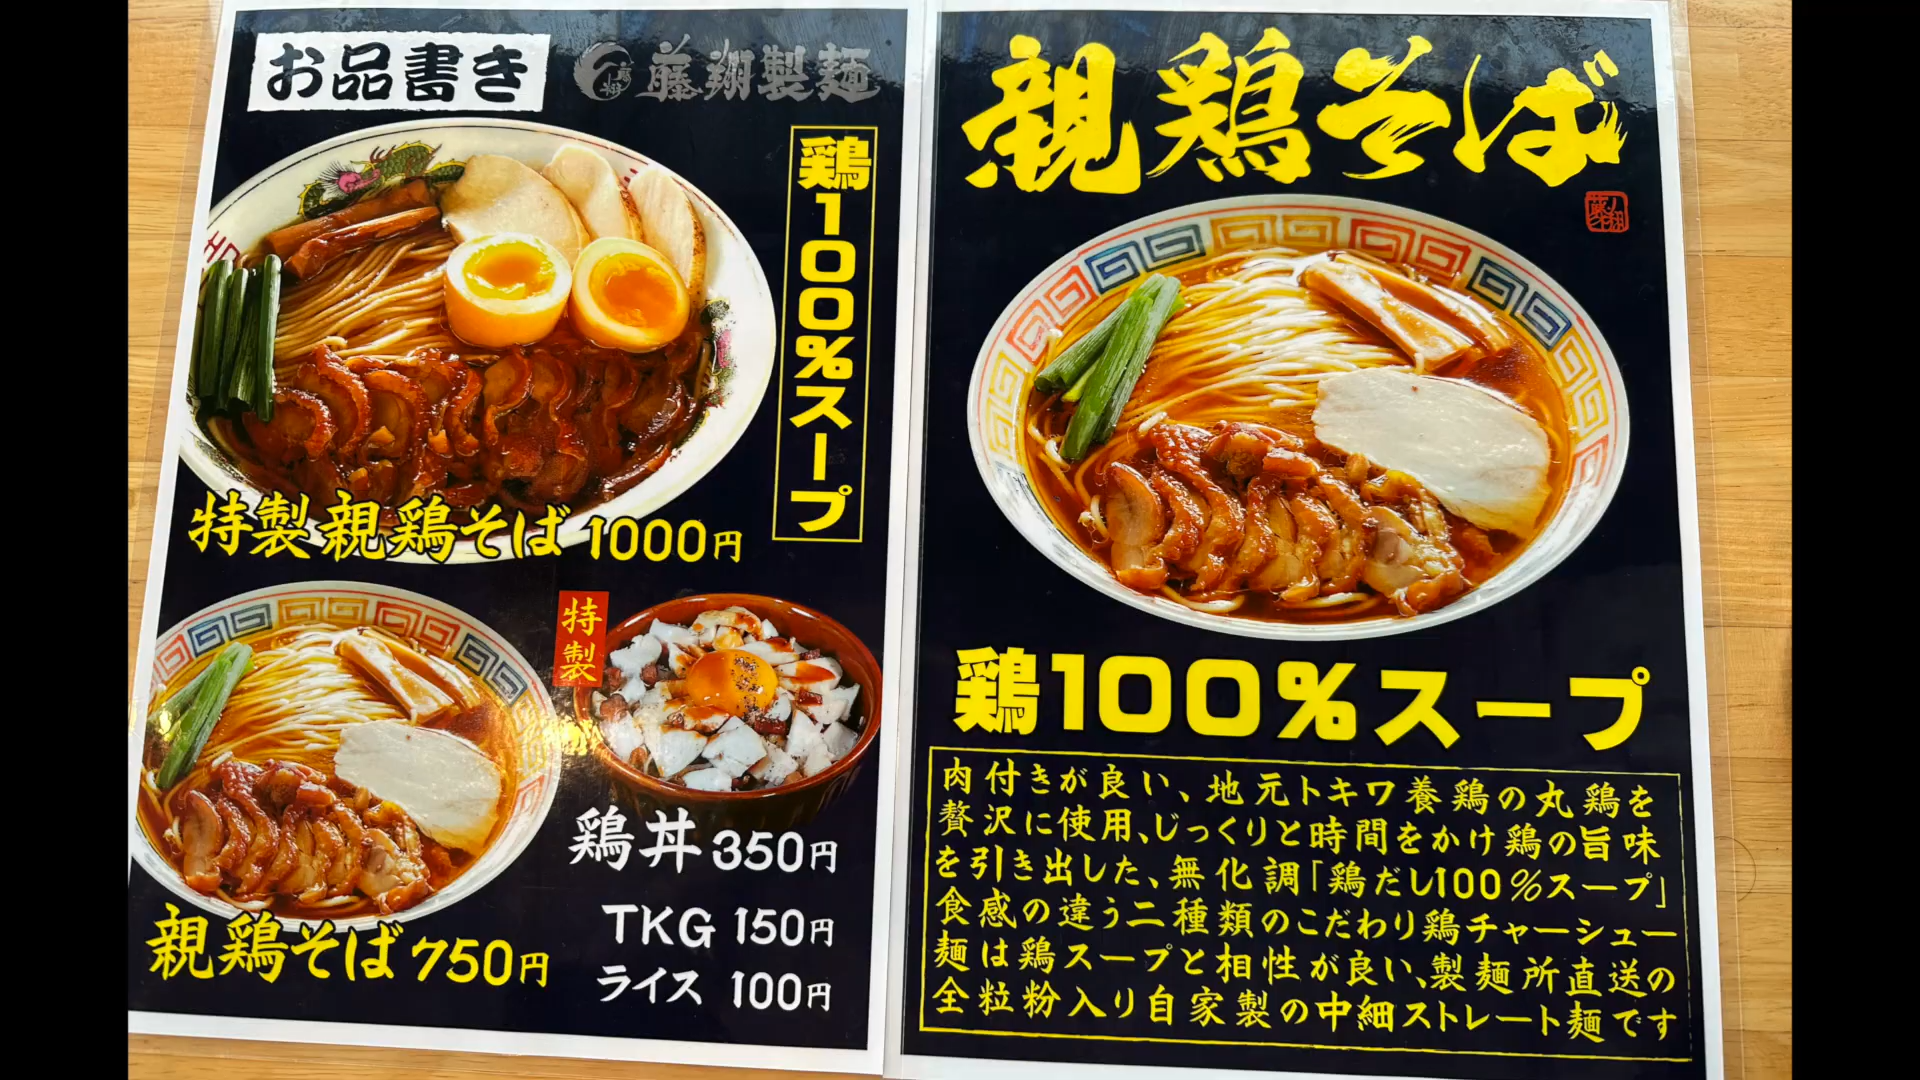 お品書き
藤翔製麺
鶏100%スープ
特製親鶏そば 1000円
特製
鶏丼 350円
親鶏そば 750円
TKG 150円
ライス 100円
親鶏そば
鶏100%スープ
肉付きが良い、地元トキワ養鶏の丸鶏を
贅沢に使用、じっくりと時間をかけ鶏の旨味
を引き出した、無化調「鶏だし100%スープ」
食感の違う二種類のこだわり鶏チャーシュー
麺は鶏スープと相性が良い、製麺所直送の
全粒粉入り自家製の中細ストレート麺です